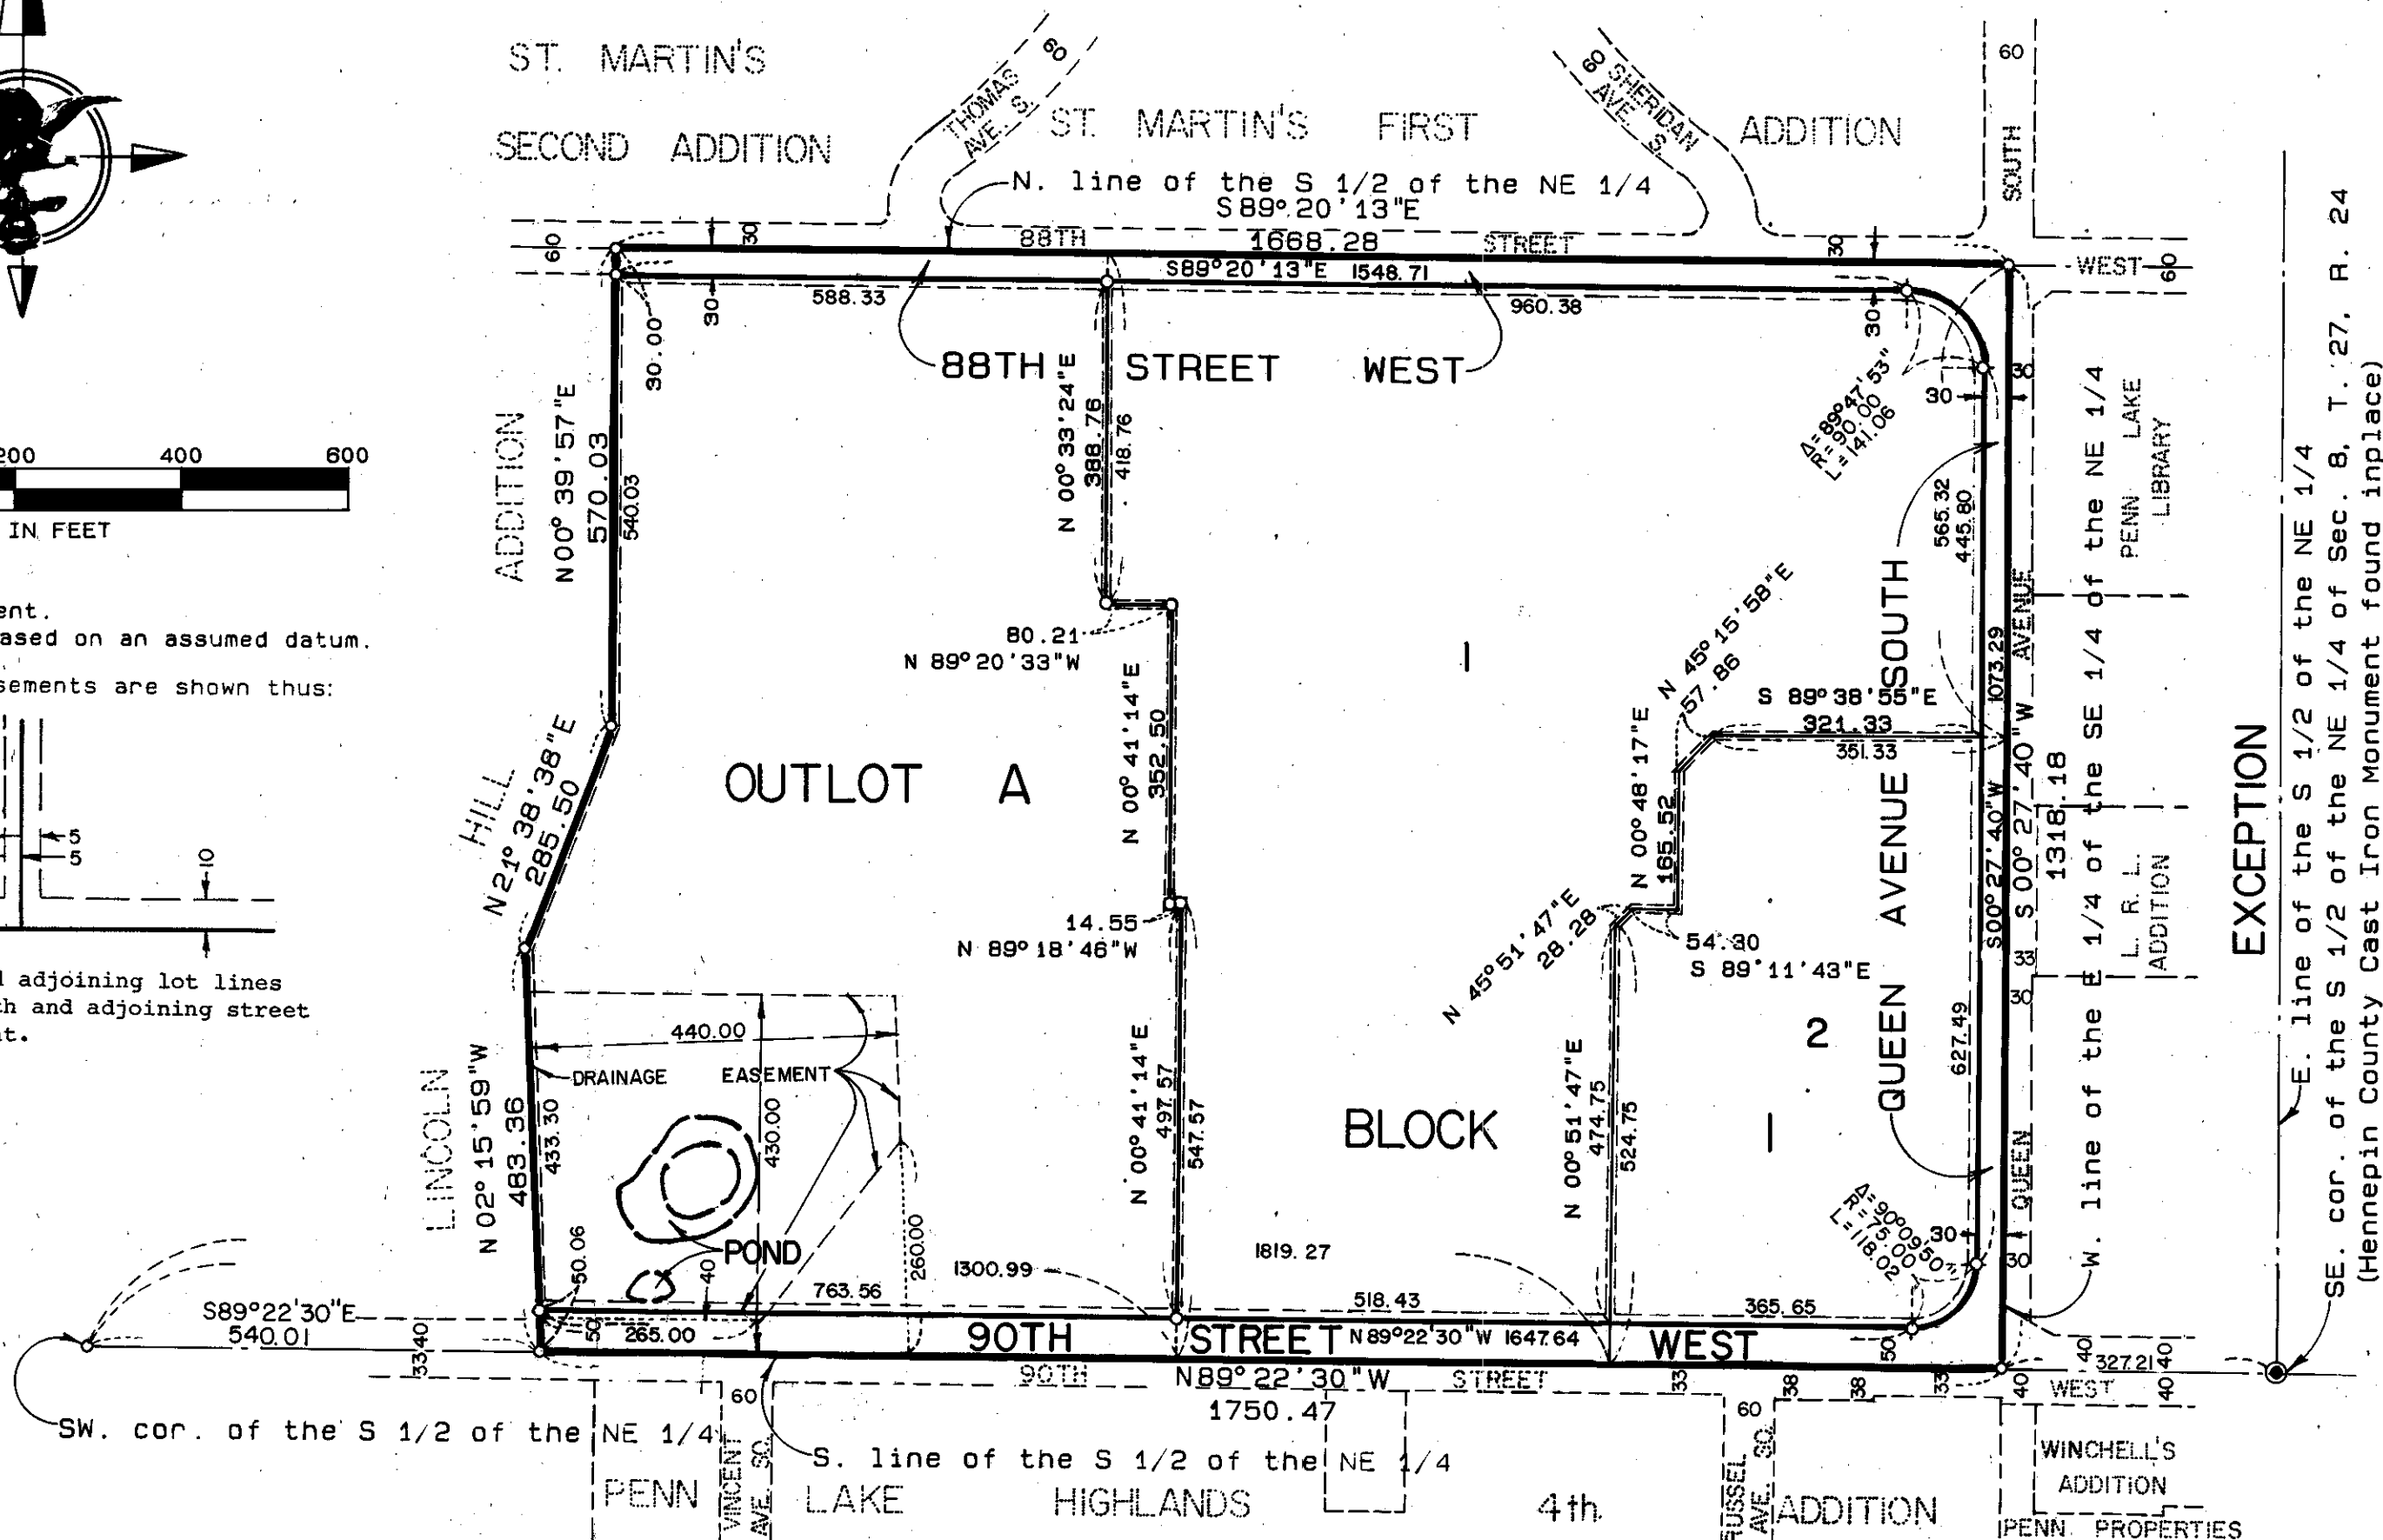 ST. MARTIN'S
SECOND ADDITION
THOMAS
AVE. S.
60
ST. MARTIN'S FIRST
ADDITION
60
SHERIDAN
AVE. S.
60
SOUTH
N. line of the S 1/2 of the NE 1/4
S89°20'13"E
60
30
88TH
1668.28
STREET
30
WEST
60
S89°20'13"E 1548.71
588.33
960.38
30
30.00
30
88TH STREET WEST
Δ=89°47'53"
R=90.00
L=141.06
30
30
200 400 600
IN FEET
ADDITION
N00°39'57"E
570.03
540.03
N 00°33'24"E
388.76
418.76
565.32
445.80
PENN LAKE
LIBRARY
ent.
ased on an assumed datum.
sements are shown thus:
5
5
10
d adjoining lot lines
th and adjoining street
t.
80.21
N 89°20'33"W
1
N 45°15'58"E
57.86
S 89°38'55"E
321.33
351.33
1073.29
AVENUE
HILL
N21°38'38"E
285.50
OUTLOT A
N 00°41'14"E
352.50
N 00°48'17"E
165.52
QUEEN AVENUE SOUTH
S00°27'40"W
S 00°27'40"W
1318.18
L. R. L.
ADDITION
EXCEPTION
14.55
N 89°18'46"W
N 45°51'47"E
28.28
54.30
S 89°11'43"E
33
30
2
627.49
440.00
DRAINAGE
EASEMENT
430.00
LINCOLN
N 02°15'59"W
483.36
433.30
N 00°41'14"E
497.57
547.57
BLOCK 1
N 00°51'47"E
474.75
524.75
QUEEN
Δ=90°09'50"
R=75.00
L=118.02
30
30
POND
50.06
40
260.00
1300.99
1819.27
763.56
518.43
365.65
S89°22'30"E
540.01
33
40
50
265.00
90TH STREET
N89°22'30"W 1647.64
WEST
50
40
327.21
40
90TH
N89°22'30"W
STREET
33
38
38
33
40
WEST
40
1750.47
60
60
SW. cor. of the S 1/2 of the NE 1/4
S. line of the S 1/2 of the NE 1/4
PENN
VINCENT
AVE. SO.
LAKE
HIGHLANDS
4th
RUSSEL
AVE. SO.
ADDITION
WINCHELL'S
ADDITION
PENN PROPERTIES
W. line of the E 1/4 of the SE 1/4 of the NE 1/4
E. line of the S 1/2 of the NE 1/4
SE. cor. of the S 1/2 of the NE 1/4 of Sec. 8, T. 27, R. 24
(Hennepin County Cast Iron Monument found inplace)